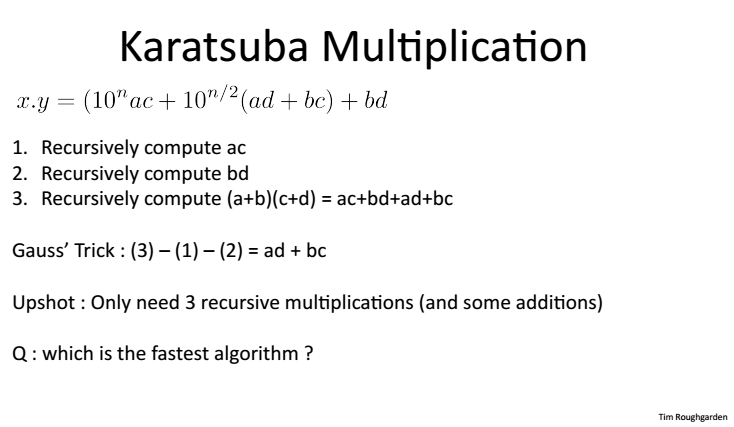 Karatsuba Multiplication
x.y = (10^n ac + 10^{n/2}(ad + bc) + bd
1. Recursively compute ac
2. Recursively compute bd
3. Recursively compute (a+b)(c+d) = ac+bd+ad+bc
Gauss’ Trick : (3) – (1) – (2) = ad + bc
Upshot : Only need 3 recursive multiplications (and some additions)
Q : which is the fastest algorithm ?
Tim Roughgarden